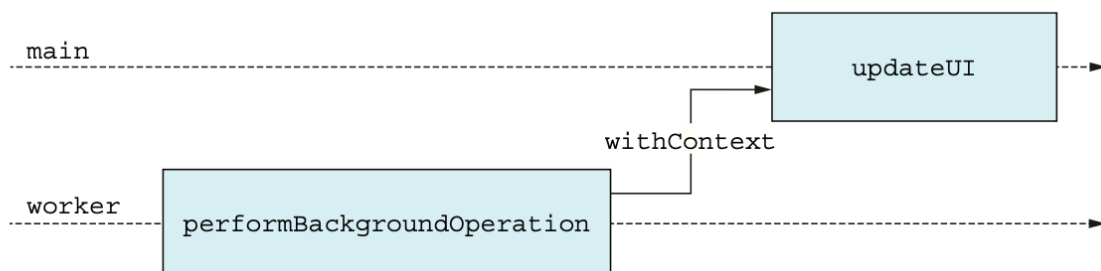 main
updateUI
withContext
worker
performBackgroundOperation